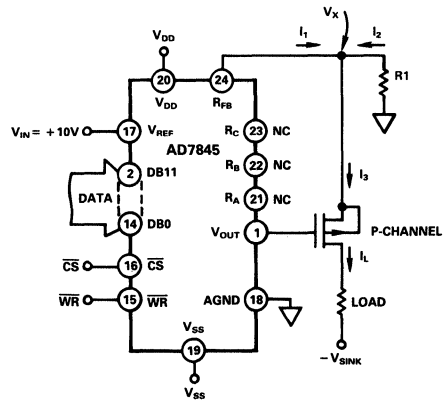 VX
I1
I2
VDD
20
24
VDD
RFB
R1
VIN = +10V
17
VREF
RC
23
NC
AD7845
2
DB11
RB
22
NC
DATA
RA
21
NC
I3
14
DB0
VOUT
1
P-CHANNEL
CS
16
CS
IL
WR
15
WR
AGND
18
LOAD
VSS
19
−VSINK
VSS